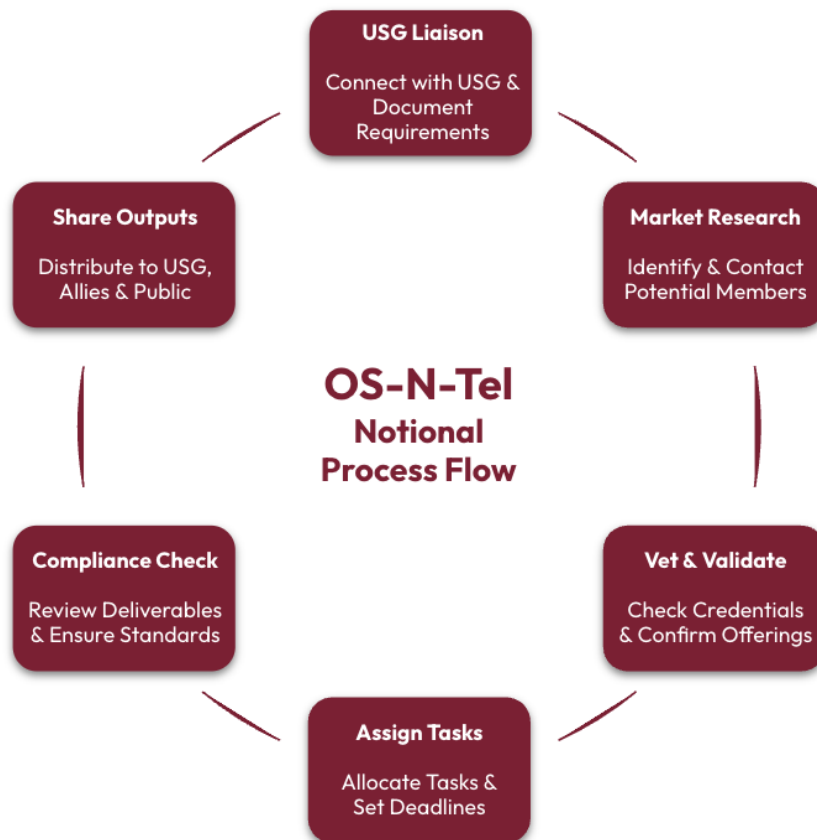 USG Liaison
Connect with USG &
Document
Requirements
Market Research
Identify & Contact
Potential Members
Vet & Validate
Check Credentials
& Confirm Offerings
Assign Tasks
Allocate Tasks &
Set Deadlines
Compliance Check
Review Deliverables
& Ensure Standards
Share Outputs
Distribute to USG,
Allies & Public
OS-N-Tel
Notional
Process Flow